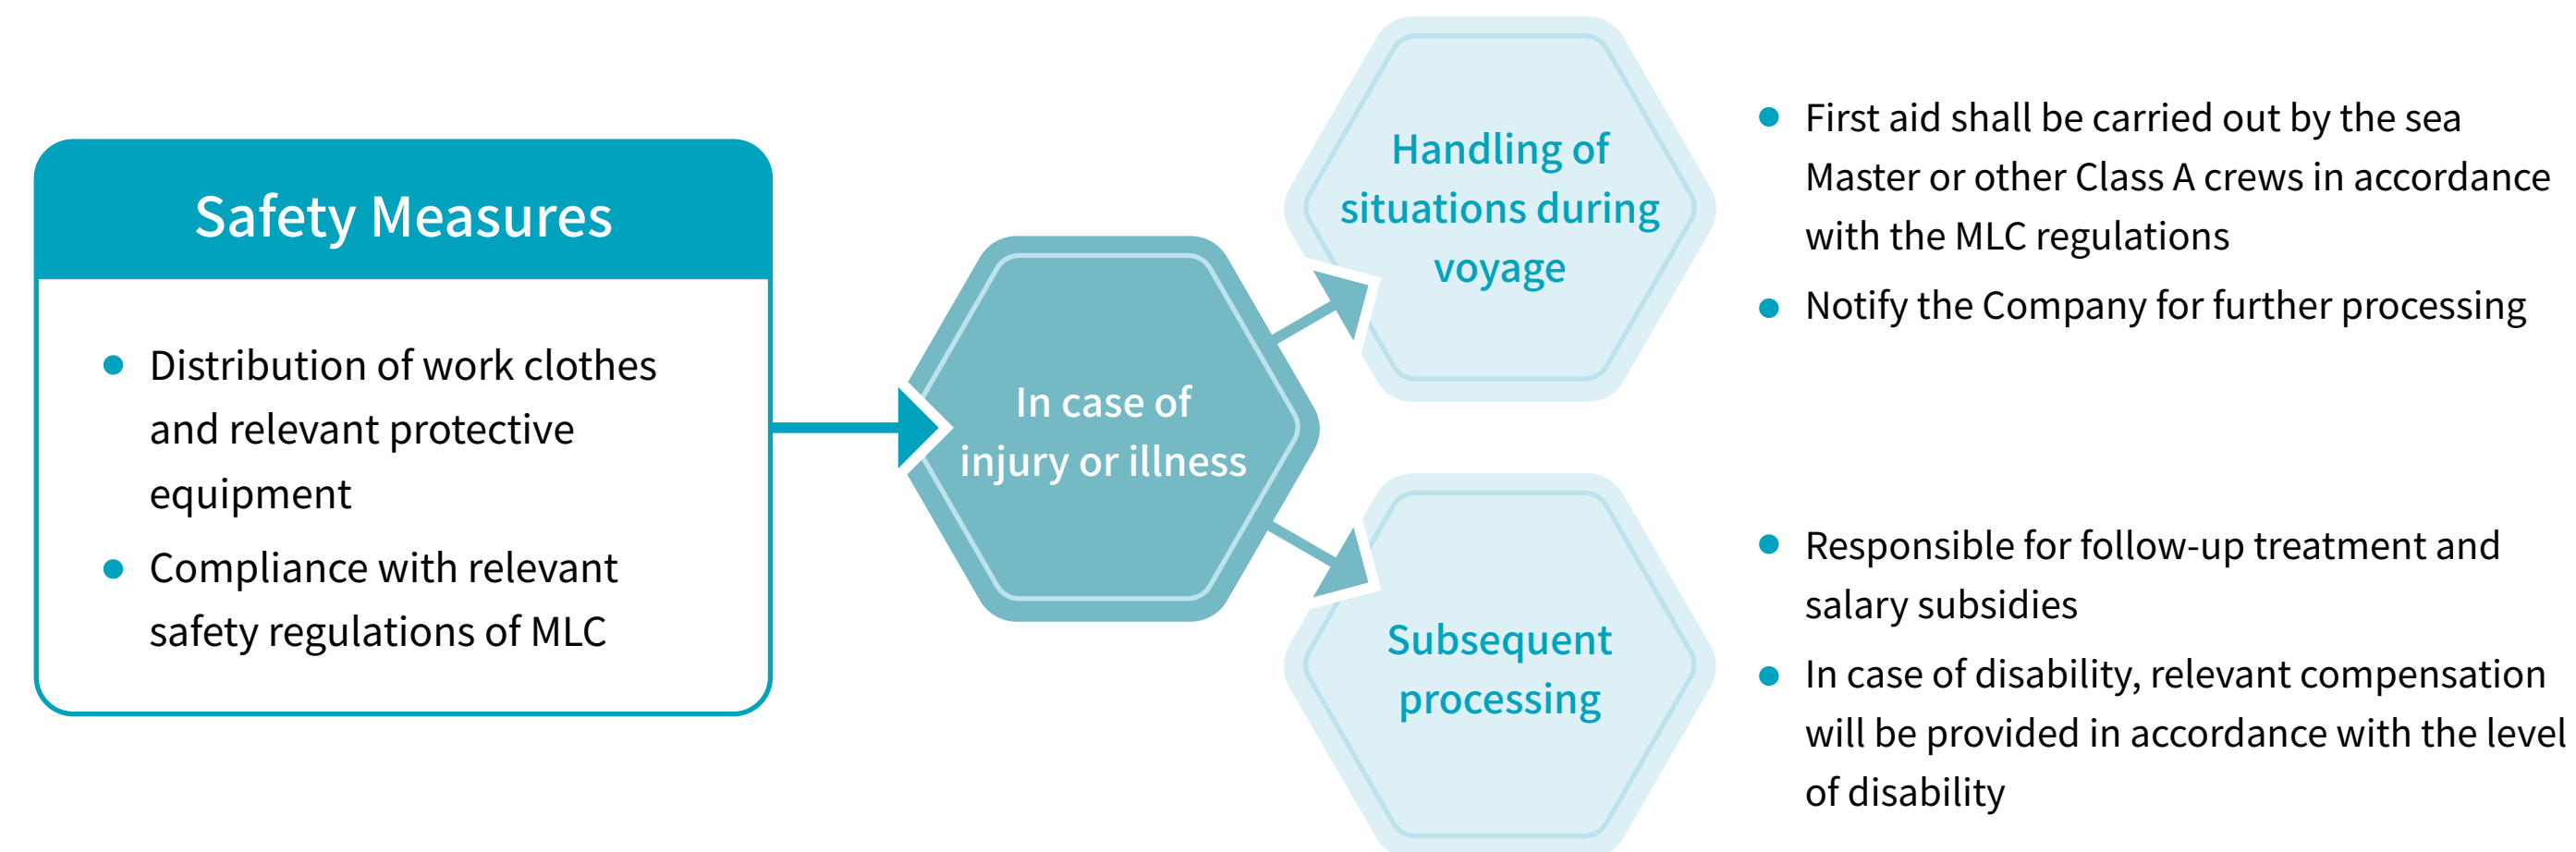 Safety Measures
Distribution of work clothes
and relevant protective
equipment
Compliance with relevant
safety regulations of MLC
In case of
injury or illness
Handling of
situations during
voyage
First aid shall be carried out by the sea
Master or other Class A crews in accordance
with the MLC regulations
Notify the Company for further processing
Subsequent
processing
Responsible for follow-up treatment and
salary subsidies
In case of disability, relevant compensation
will be provided in accordance with the level
of disability